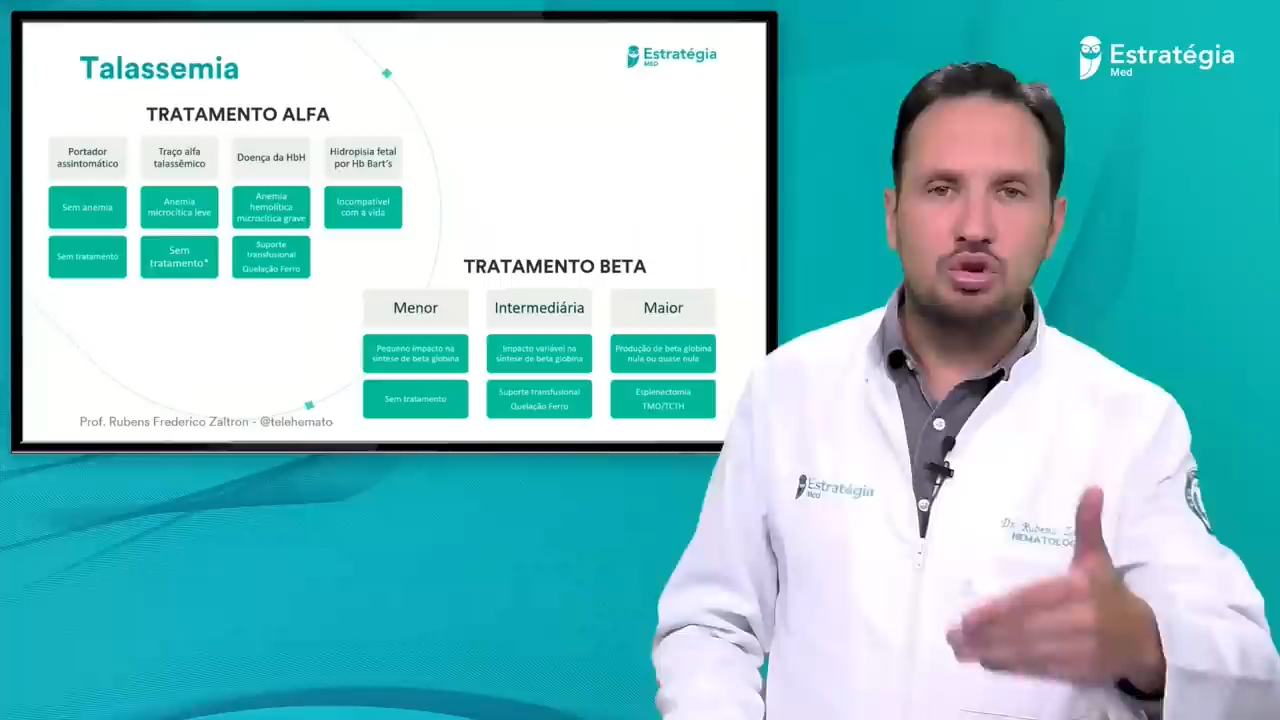 Talassemia
Estratégia
MED
TRATAMENTO ALFA
Portador
assintomático
Traço alfa
talassêmico
Doença da HbH
Hidropisia fetal
por Hb Bart's
Sem anemia
Anemia
microcítica leve
Anemia
hemolítica
microcítica grave
Incompatível
com a vida
Sem tratamento
Sem
tratamento*
Suporte
transfusional
Quelação Ferro
TRATAMENTO BETA
Menor
Intermediária
Maior
Pequeno impacto na
síntese de beta globina
Impacto variável na
síntese de beta globina
Produção de beta globina
nula ou quase nula
Sem tratamento
Suporte transfusional
Quelação Ferro
Esplenectomia
TMO/TCTH
Prof. Rubens Frederico Zaltron - @telehemato
Estratégia
Med
Estratégia
Med
Dr. Rubens
HEMATOLOG